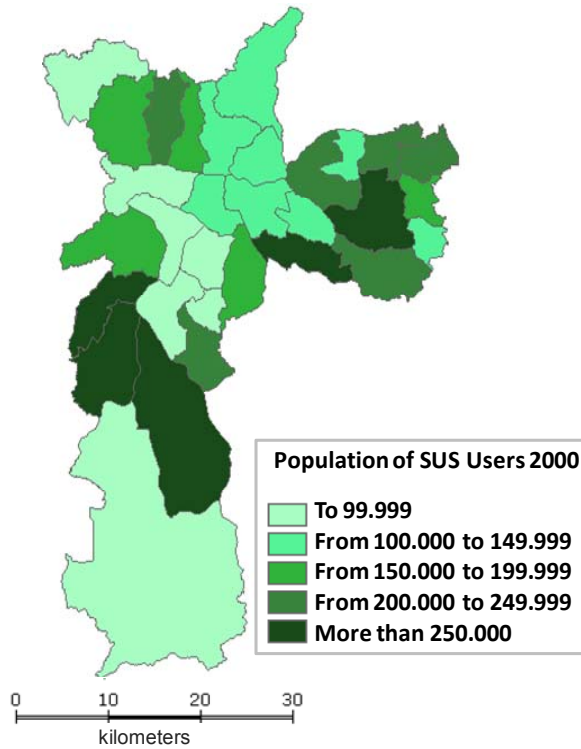 Population of SUS Users 2000
To 99.999
From 100.000 to 149.999
From 150.000 to 199.999
From 200.000 to 249.999
More than 250.000
0 10 20 30
kilometers